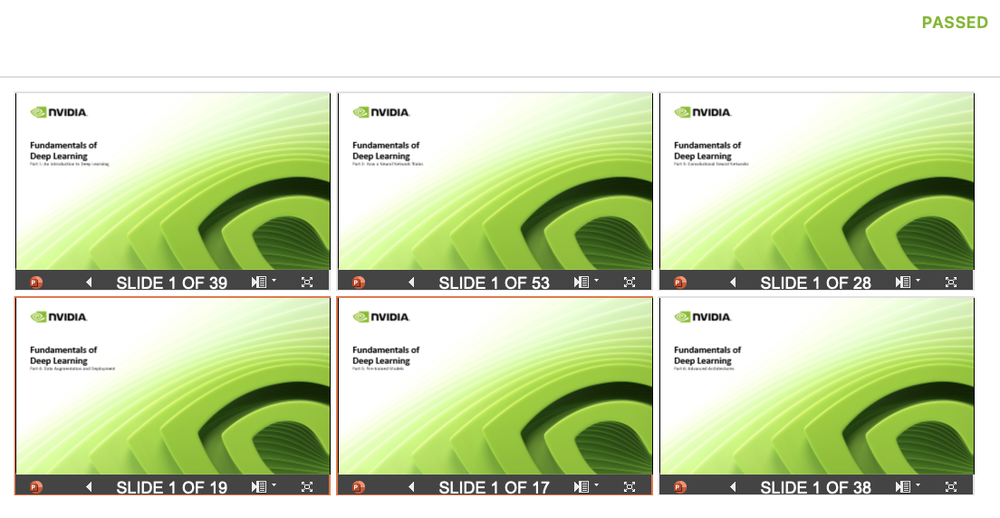 PASSED
NVIDIA.
Fundamentals of
Deep Learning
Part 1: An Introduction to Deep Learning
SLIDE 1 OF 39
NVIDIA.
Fundamentals of
Deep Learning
Part 2: How a Neural Network Trains
SLIDE 1 OF 53
NVIDIA.
Fundamentals of
Deep Learning
Part 3: Convolutional Neural Networks
SLIDE 1 OF 28
NVIDIA.
Fundamentals of
Deep Learning
Part 4: Data Augmentation and Deployment
SLIDE 1 OF 19
NVIDIA.
Fundamentals of
Deep Learning
Part 5: Pre-trained Models
SLIDE 1 OF 17
NVIDIA.
Fundamentals of
Deep Learning
Part 6: Advanced Architectures
SLIDE 1 OF 38